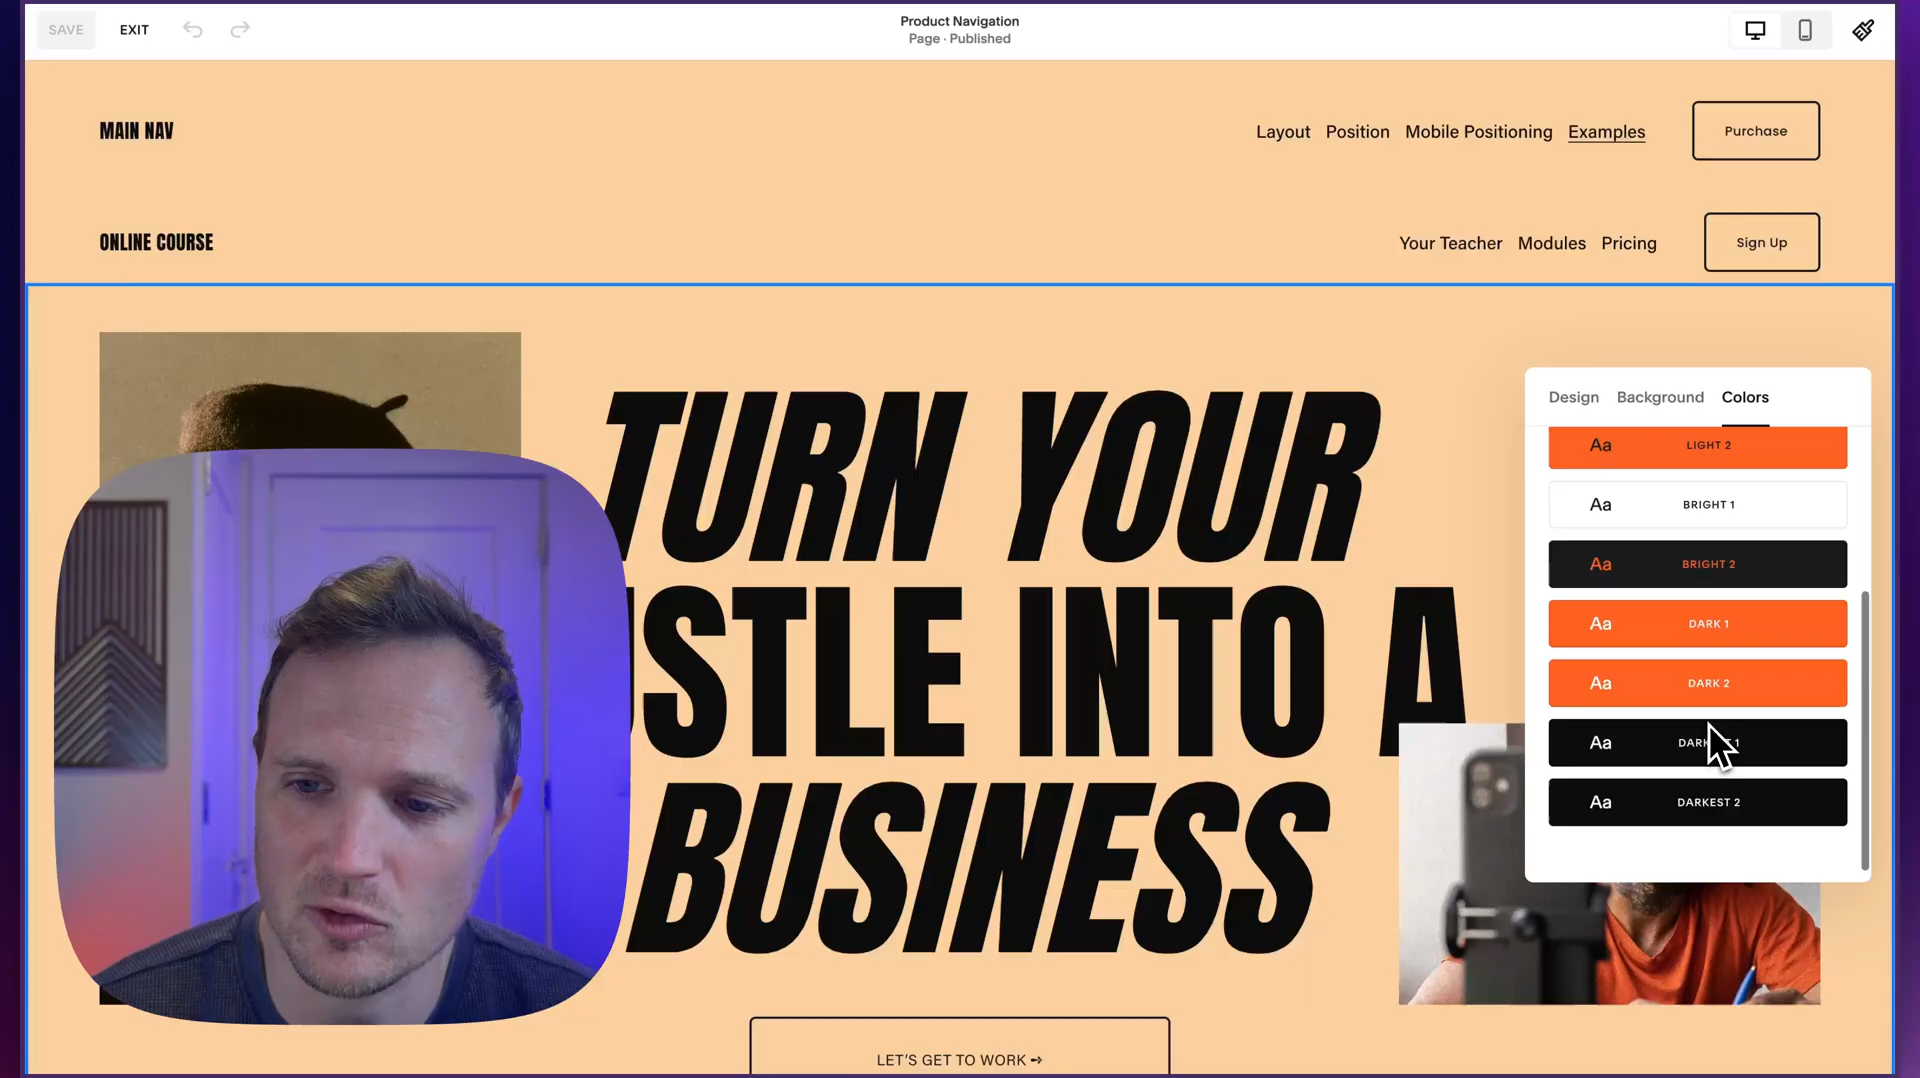 SAVE EXIT
Product Navigation
Page · Published
MAIN NAV
Layout Position Mobile Positioning Examples Purchase
ONLINE COURSE
Your Teacher Modules Pricing Sign Up
TURN YOUR
INTO A
BUSINESS
LET'S GET TO WORK ➺
Design Background Colors
Aa LIGHT 2
Aa BRIGHT 1
Aa BRIGHT 2
Aa DARK 1
Aa DARK 2
Aa
Aa DARKEST 2